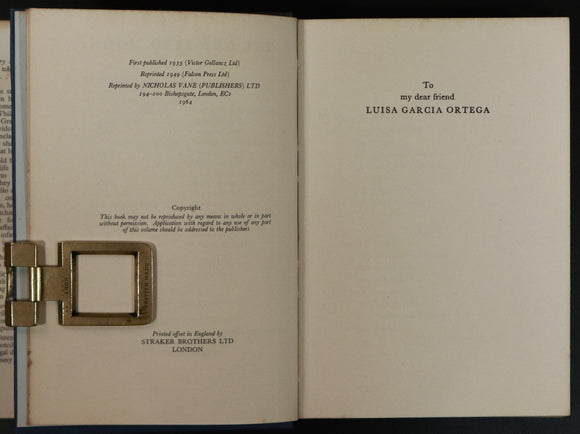 First published 1935 (Victor Gollancz Ltd)
Reprinted 1949 (Falcon Press Ltd)
Reprinted by NICHOLAS VANE (PUBLISHERS) LTD
194-200 Bishopsgate, London, EC2
1964
Copyright
This book may not be reproduced by any means in whole or in part
without permission. Application with regard to any use of any part
of this volume should be addressed to the publishers
Printed offset in England by
STRAKER BROTHERS LTD
LONDON
To
my dear friend
LUISA GARCIA ORTEGA